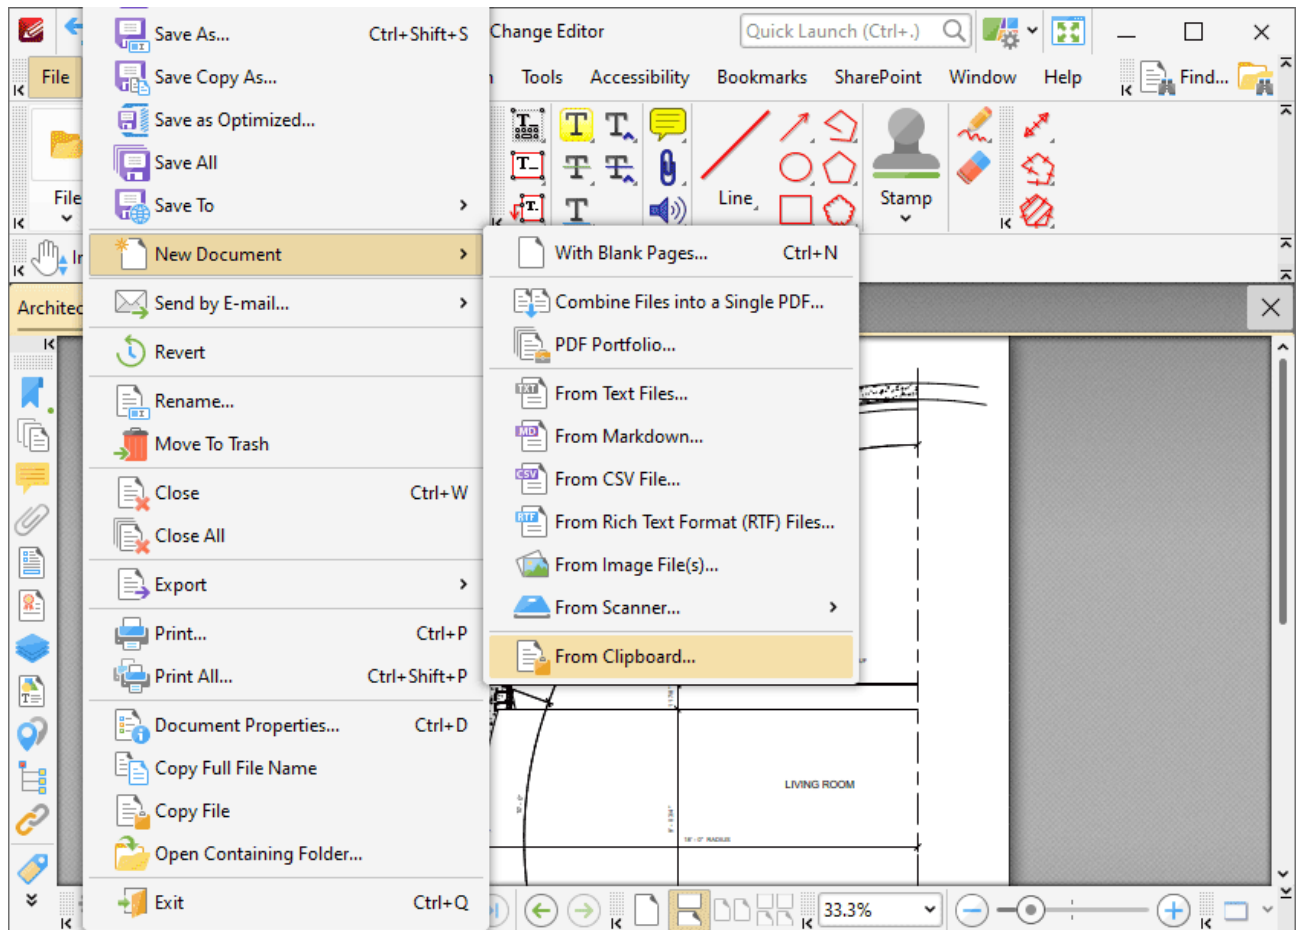 Change Editor
Quick Launch (Ctrl+.)
File
Tools
Accessibility
Bookmarks
SharePoint
Window
Help
Find...
File
Line
Stamp
Architec
Save As... Ctrl+Shift+S
Save Copy As...
Save as Optimized...
Save All
Save To
New Document
Send by E-mail...
Revert
Rename...
Move To Trash
Close Ctrl+W
Close All
Export
Print... Ctrl+P
Print All... Ctrl+Shift+P
Document Properties... Ctrl+D
Copy Full File Name
Copy File
Open Containing Folder...
Exit Ctrl+Q
With Blank Pages... Ctrl+N
Combine Files into a Single PDF...
PDF Portfolio...
TXT From Text Files...
MD From Markdown...
CSV From CSV File...
RTF From Rich Text Format (RTF) Files...
From Image File(s)...
From Scanner...
From Clipboard...
LIVING ROOM
33.3%